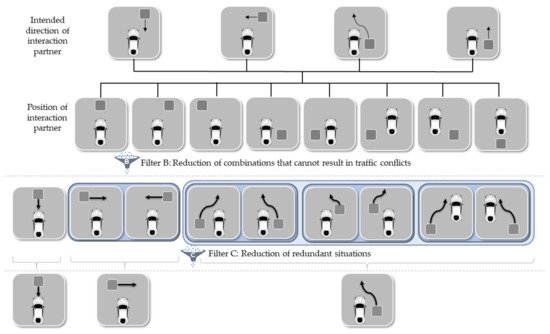 Intended
direction of
interaction
partner
Position of
interaction
partner
Filter B: Reduction of combinations that cannot result in traffic conflicts
Filter C: Reduction of redundant situations